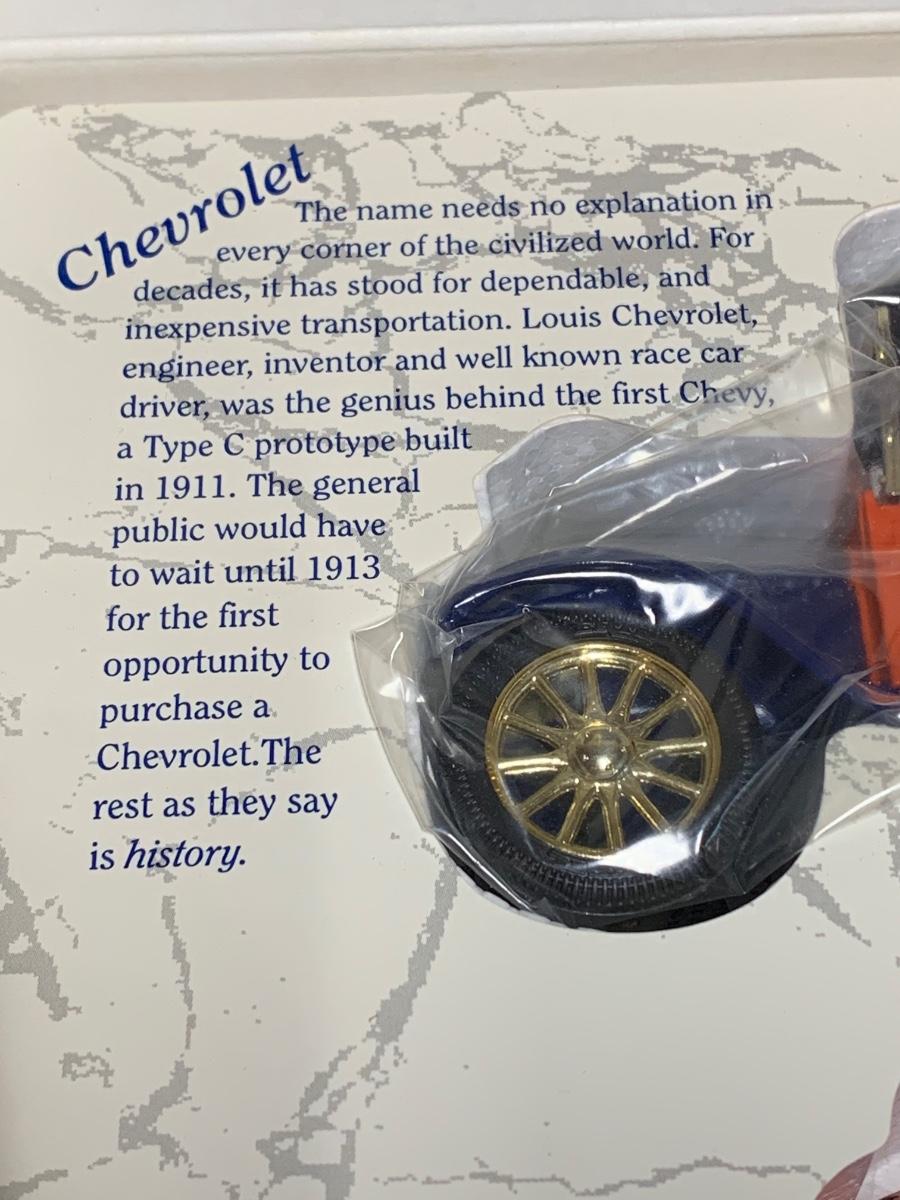 Chevrolet
The name needs no explanation in
every corner of the civilized world. For
decades, it has stood for dependable, and
inexpensive transportation. Louis Chevrolet,
engineer, inventor and well known race car
driver, was the genius behind the first Chevy,
a Type C prototype built
in 1911. The general
public would have
to wait until 1913
for the first
opportunity to
purchase a
Chevrolet.The
rest as they say
is history.